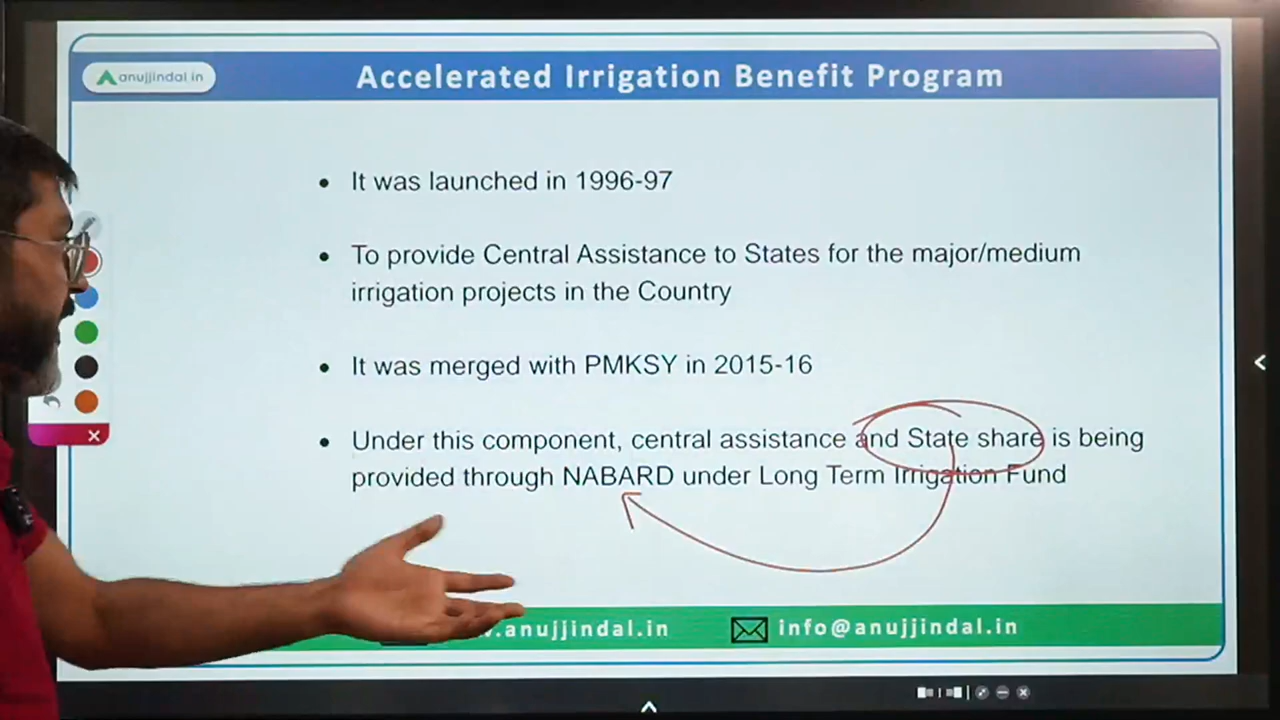 anujjindal.in
Accelerated Irrigation Benefit Program
It was launched in 1996-97
To provide Central Assistance to States for the major/medium
irrigation projects in the Country
It was merged with PMKSY in 2015-16
Under this component, central assistance and State share is being
provided through NABARD under Long Term Irrigation Fund
.anujjindal.in
info@anujjindal.in